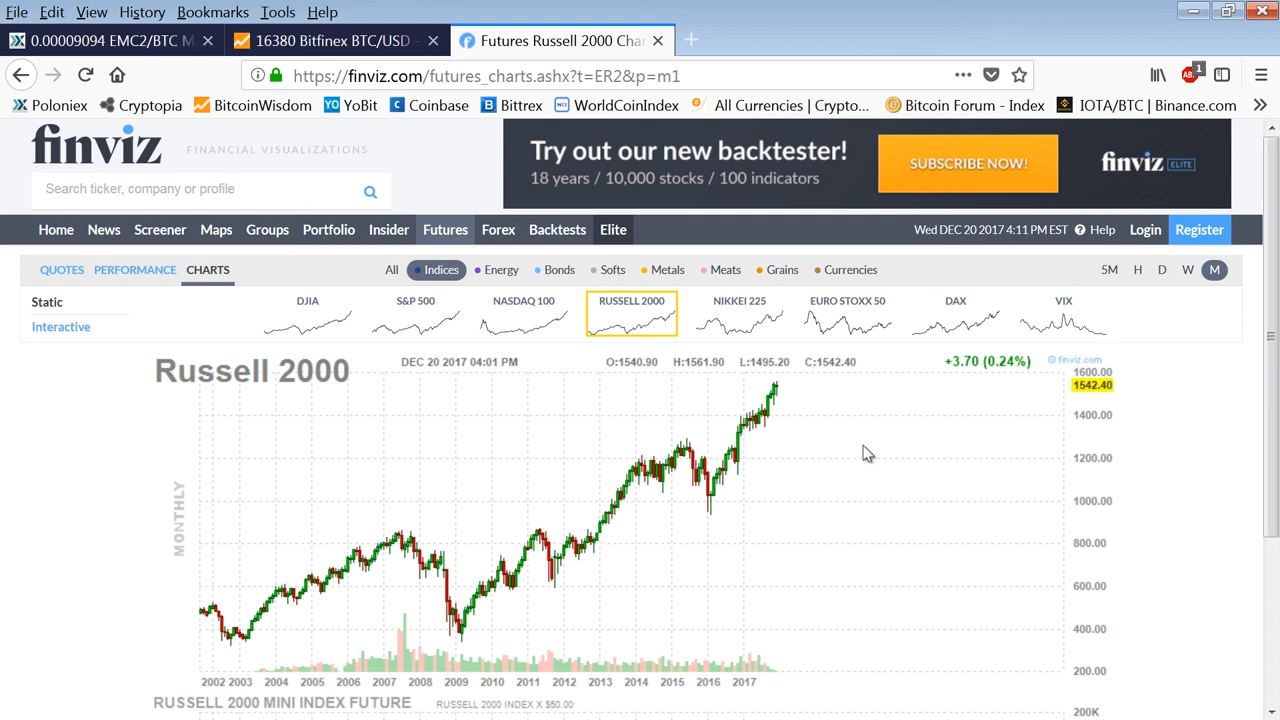 File Edit View History Bookmarks Tools Help
0.00009094 EMC2/BTC M × 16380 Bitfinex BTC/USD - × Futures Russell 2000 Cha ×
https://finviz.com/futures_charts.ashx?t=ER2&p=m1
ABP 1
Poloniex Cryptopia BitcoinWisdom YO YoBit C Coinbase B Bittrex WCI WorldCoinIndex All Currencies | Crypto... Bitcoin Forum - Index IOTA/BTC | Binance.com
finviz FINANCIAL VISUALIZATIONS
Search ticker, company or profile
Try out our new backtester!
18 years / 10,000 stocks / 100 indicators
SUBSCRIBE NOW!
finviz ELITE
Home News Screener Maps Groups Portfolio Insider Futures Forex Backtests Elite Wed DEC 20 2017 4:11 PM EST ? Help Login Register
QUOTES PERFORMANCE CHARTS All Indices Energy Bonds Softs Metals Meats Grains Currencies 5M H D W M
Static
Interactive
DJIA S&P 500 NASDAQ 100 RUSSELL 2000 NIKKEI 225 EURO STOXX 50 DAX VIX
Russell 2000 DEC 20 2017 04:01 PM O:1540.90 H:1561.90 L:1495.20 C:1542.40 +3.70 (0.24%) © finviz.com
1600.00
1542.40
1400.00
1200.00
1000.00
800.00
600.00
400.00
200.00
MONTHLY
2002 2003 2004 2005 2006 2007 2008 2009 2010 2011 2012 2013 2014 2015 2016 2017
RUSSELL 2000 MINI INDEX FUTURE RUSSELL 2000 INDEX X $50.00
200K